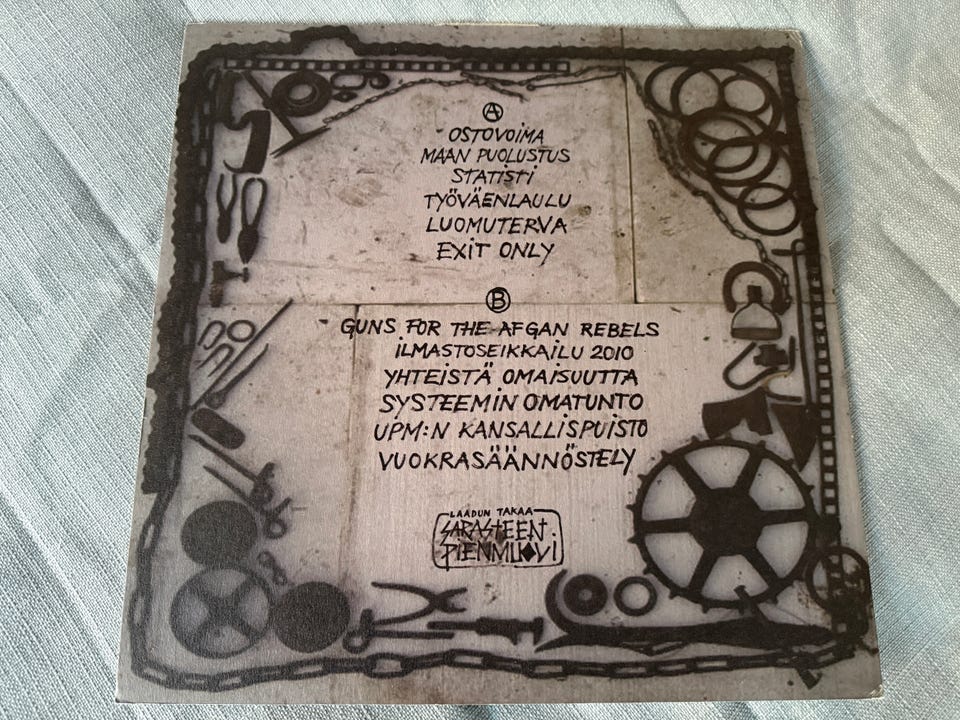 A
OSTOVOIMA
MAAN PUOLUSTUS
STATISTI
TYÖVÄENLAULU
LUOMUTERVA
EXIT ONLY
B
GUNS FOR THE AFGAN REBELS
ILMASTOSEIKKAILU 2010
YHTEISTÄ OMAISUUTTA
SYSTEEMIN OMATUNTO
UPM:N KANSALLISPUISTO
VUOKRASÄÄNNÖSTELY
LAADUN TAKAA
SARASTEEN
PIENMUOVI